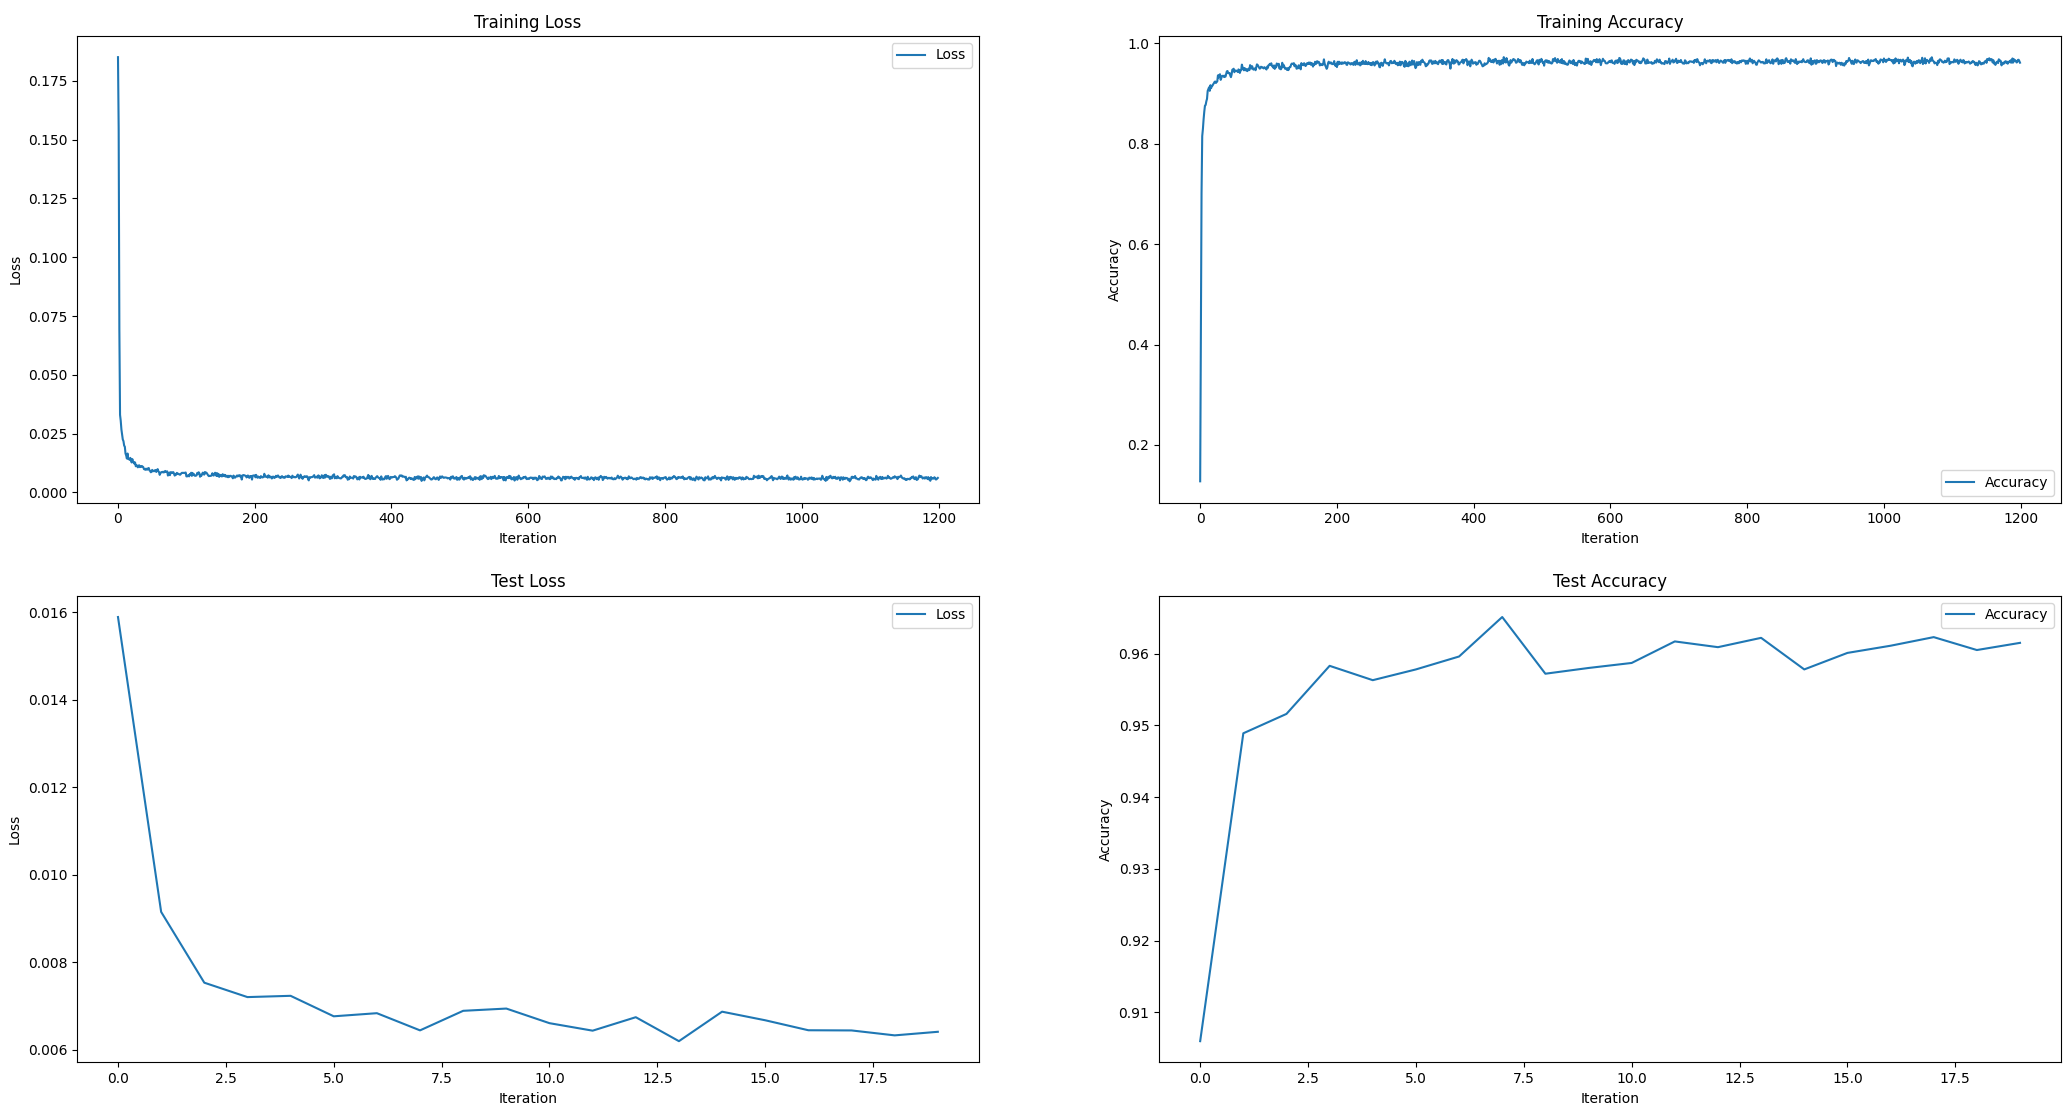 Training Loss
Loss
0.175
0.150
0.125
0.100
0.075
0.050
0.025
0.000
Loss
0 200 400 600 800 1000 1200
Iteration
Training Accuracy
1.0
0.8
0.6
0.4
0.2
Accuracy
Accuracy
0 200 400 600 800 1000 1200
Iteration
Test Loss
Loss
0.016
0.014
0.012
0.010
0.008
0.006
Loss
0.0 2.5 5.0 7.5 10.0 12.5 15.0 17.5
Iteration
Test Accuracy
Accuracy
0.96
0.95
0.94
0.93
0.92
0.91
Accuracy
0.0 2.5 5.0 7.5 10.0 12.5 15.0 17.5
Iteration